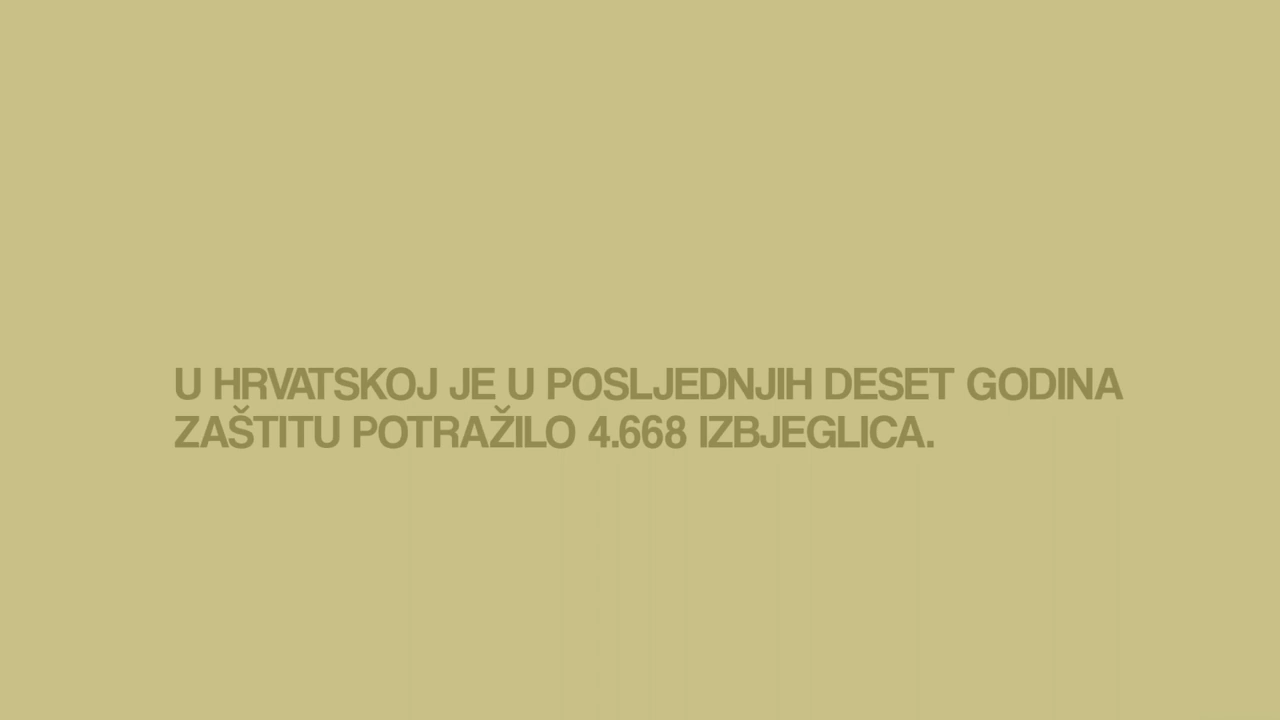 U HRVATSKOJ JE U POSLJEDNJIH DESET GODINA
ZAŠTITU POTRAŽILO 4.668 IZBJEGLICA.